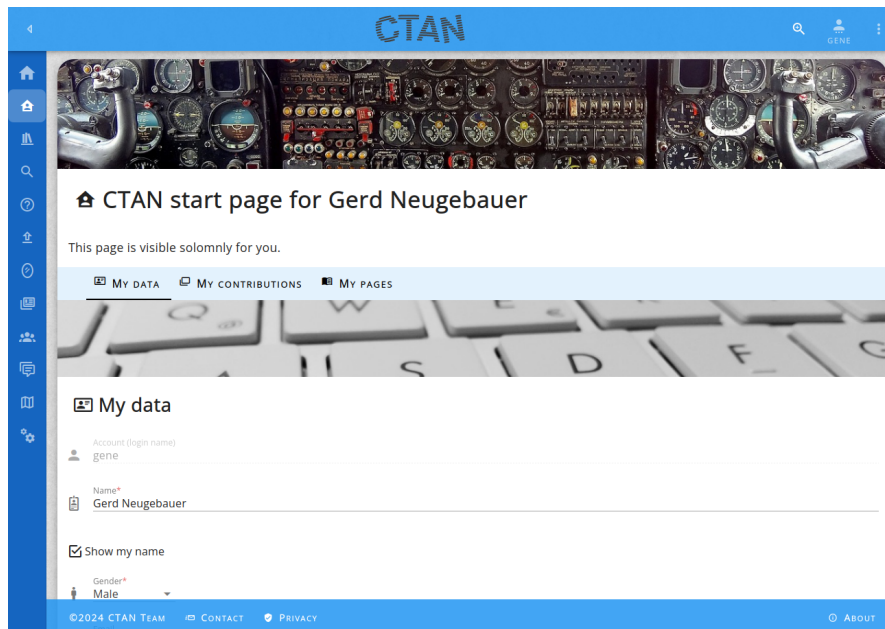 CTAN
GENE
CTAN start page for Gerd Neugebauer
This page is visible solomnly for you.
My data My contributions My pages
Q @ W E €
A S D F G
My data
Account (login name)
gene
Name*
Gerd Neugebauer
Show my name
Gender*
Male
©2024 CTAN Team Contact Privacy About